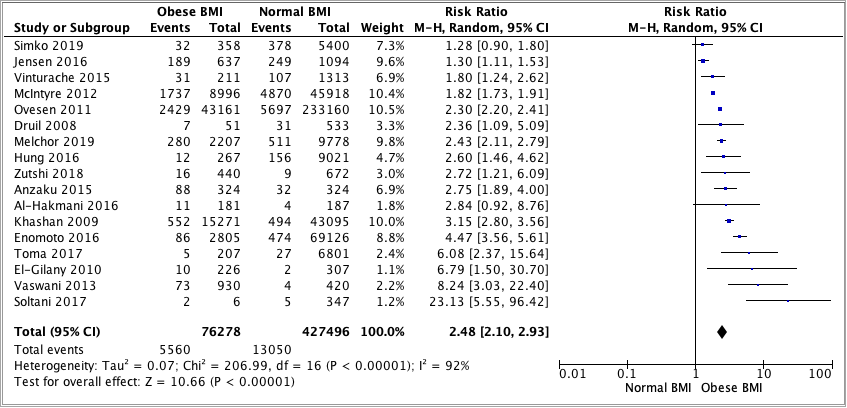 Obese BMI Normal BMI Risk Ratio Risk Ratio
Study or Subgroup Events Total Events Total Weight M-H, Random, 95% CI M-H, Random, 95% CI
Simko 2019 32 358 378 5400 7.3% 1.28 [0.90, 1.80]
Jensen 2016 189 637 249 1094 9.6% 1.30 [1.11, 1.53]
Vinturache 2015 31 211 107 1313 6.9% 1.80 [1.24, 2.62]
McIntyre 2012 1737 8996 4870 45918 10.4% 1.82 [1.73, 1.91]
Ovesen 2011 2429 43161 5697 233160 10.4% 2.30 [2.20, 2.41]
Druil 2008 7 51 31 533 3.3% 2.36 [1.09, 5.09]
Melchor 2019 280 2207 511 9778 9.8% 2.43 [2.11, 2.79]
Hung 2016 12 267 156 9021 4.7% 2.60 [1.46, 4.62]
Zutshi 2018 16 440 9 672 3.0% 2.72 [1.21, 6.09]
Anzaku 2015 88 324 32 324 6.9% 2.75 [1.89, 4.00]
Al-Hakmani 2016 11 181 4 187 1.7% 2.84 [0.92, 8.76]
Khashan 2009 552 15271 494 43095 10.0% 3.15 [2.80, 3.56]
Enomoto 2016 86 2805 474 69126 8.8% 4.47 [3.56, 5.61]
Toma 2017 5 207 27 6801 2.4% 6.08 [2.37, 15.64]
El-Gilany 2010 10 226 2 307 1.1% 6.79 [1.50, 30.70]
Vaswani 2013 73 930 4 420 2.2% 8.24 [3.03, 22.40]
Soltani 2017 2 6 5 347 1.2% 23.13 [5.55, 96.42]
Total (95% CI) 76278 427496 100.0% 2.48 [2.10, 2.93]
Total events 5560 13050
Heterogeneity: Tau² = 0.07; Chi² = 206.99, df = 16 (P < 0.00001); I² = 92%
Test for overall effect: Z = 10.66 (P < 0.00001)
0.01 0.1 1 10 100
Normal BMI Obese BMI